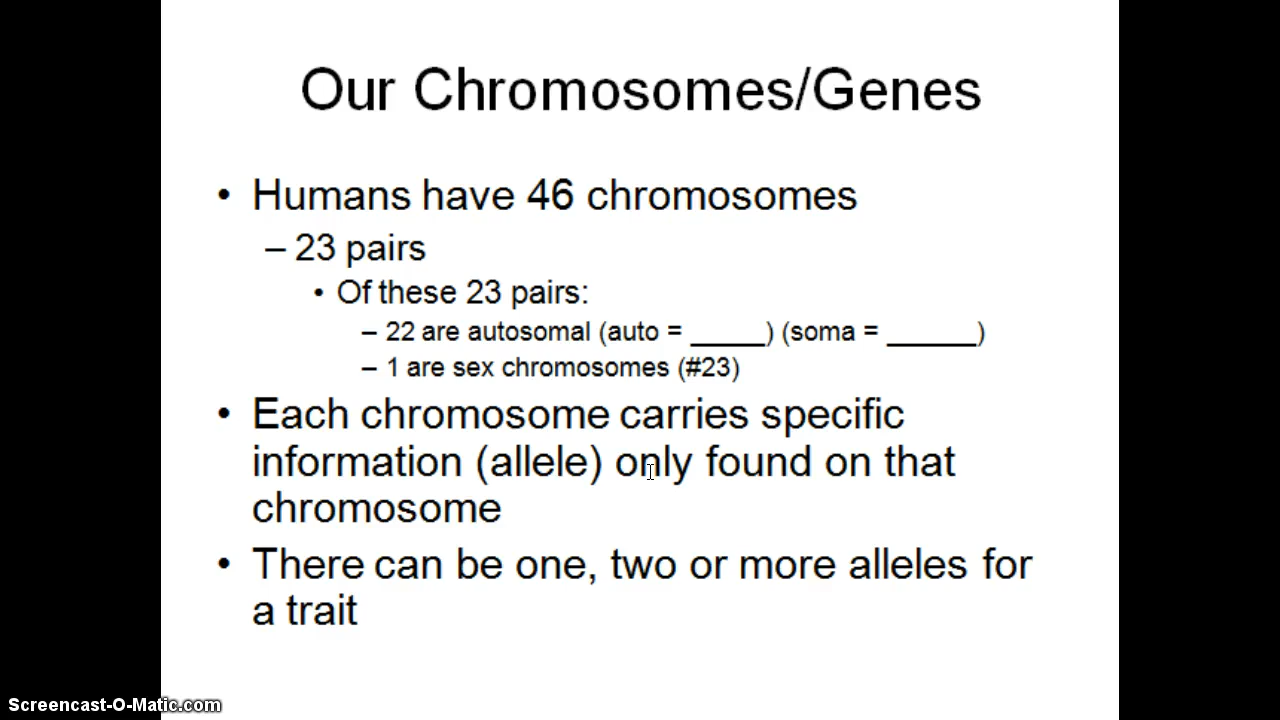 Our Chromosomes/Genes
• Humans have 46 chromosomes
– 23 pairs
• Of these 23 pairs:
– 22 are autosomal (auto = _____) (soma = ______)
– 1 are sex chromosomes (#23)
• Each chromosome carries specific
information (allele) only found on that
chromosome
• There can be one, two or more alleles for
a trait
Screencast-O-Matic.com